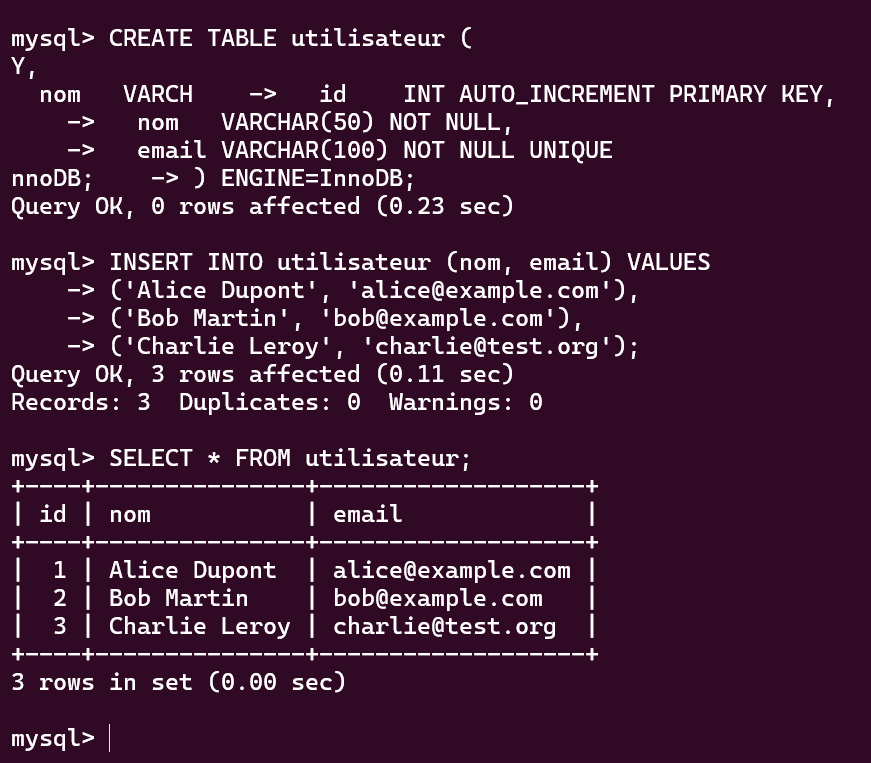 mysql> CREATE TABLE utilisateur (
Y,
  nom   VARCH    ->   id    INT AUTO_INCREMENT PRIMARY KEY,
    ->   nom   VARCHAR(50) NOT NULL,
    ->   email VARCHAR(100) NOT NULL UNIQUE
nnoDB;    -> ) ENGINE=InnoDB;
Query OK, 0 rows affected (0.23 sec)

mysql> INSERT INTO utilisateur (nom, email) VALUES
    -> ('Alice Dupont', 'alice@example.com'),
    -> ('Bob Martin', 'bob@example.com'),
    -> ('Charlie Leroy', 'charlie@test.org');
Query OK, 3 rows affected (0.11 sec)
Records: 3  Duplicates: 0  Warnings: 0

mysql> SELECT * FROM utilisateur;
+----+---------------+-------------------+
| id | nom           | email             |
+----+---------------+-------------------+
|  1 | Alice Dupont  | alice@example.com |
|  2 | Bob Martin    | bob@example.com   |
|  3 | Charlie Leroy | charlie@test.org  |
+----+---------------+-------------------+
3 rows in set (0.00 sec)

mysql>